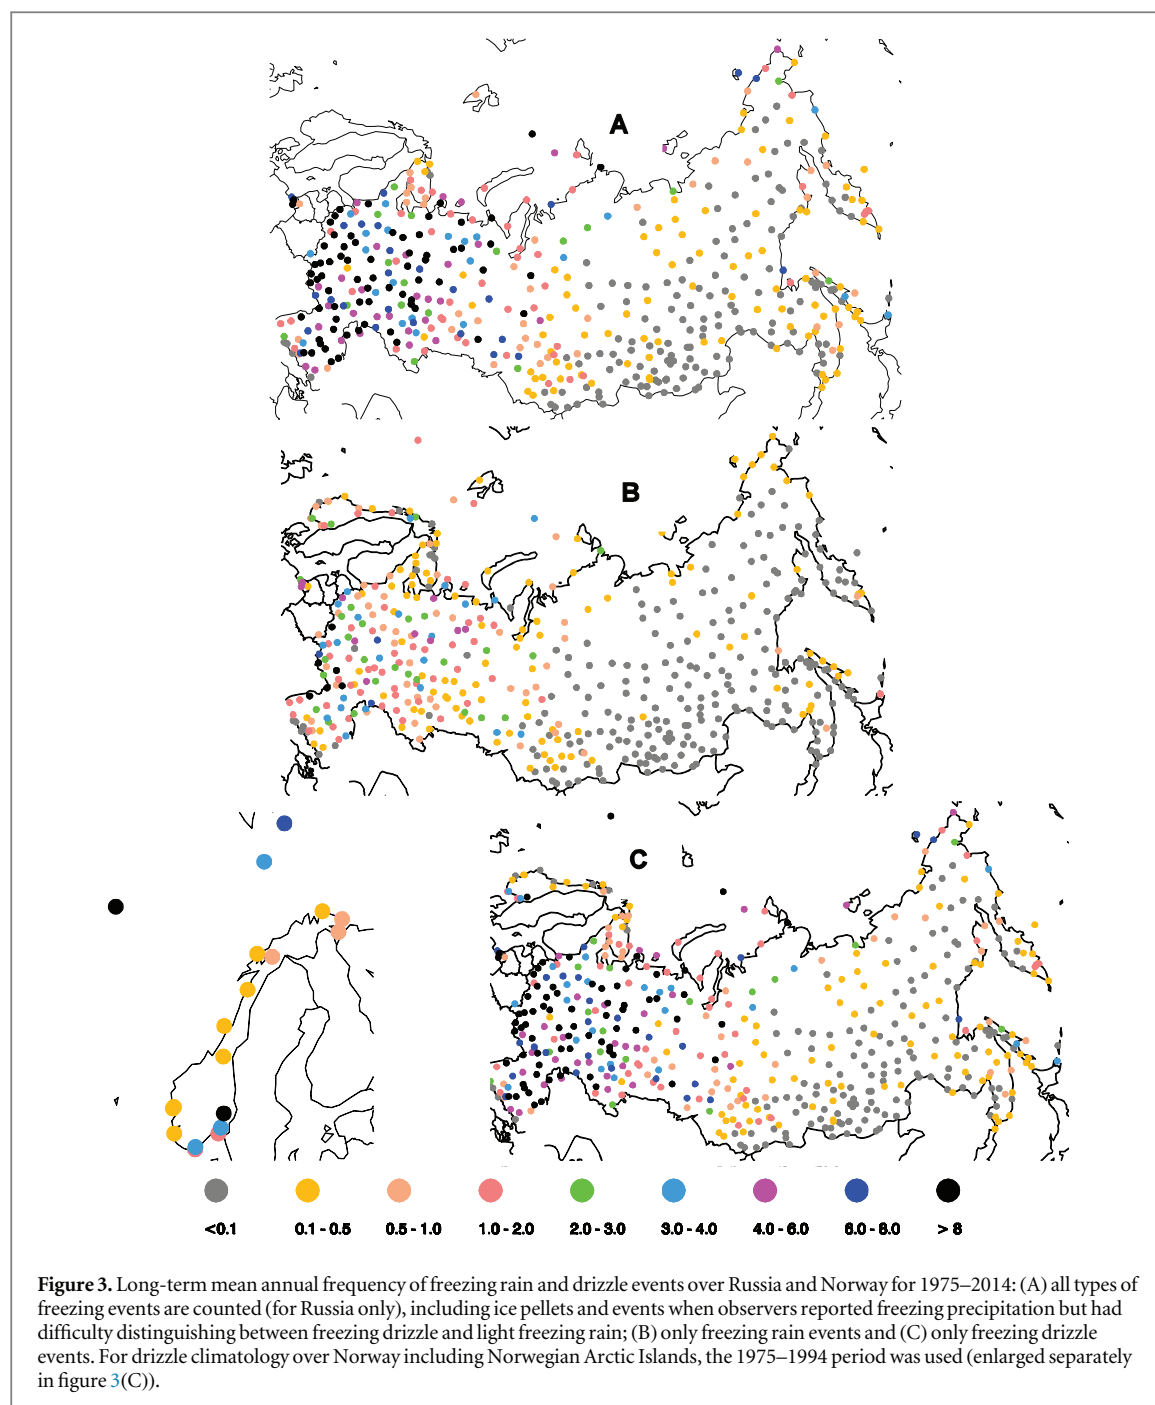 A
B
C
<0.1 0.1 - 0.5 0.5 - 1.0 1.0 - 2.0 2.0 - 3.0 3.0 - 4.0 4.0 - 6.0 6.0 - 8.0 > 8
Figure 3. Long-term mean annual frequency of freezing rain and drizzle events over Russia and Norway for 1975–2014: (A) all types of
freezing events are counted (for Russia only), including ice pellets and events when observers reported freezing precipitation but had
difficulty distinguishing between freezing drizzle and light freezing rain; (B) only freezing rain events and (C) only freezing drizzle
events. For drizzle climatology over Norway including Norwegian Arctic Islands, the 1975–1994 period was used (enlarged separately
in figure 3(C)).